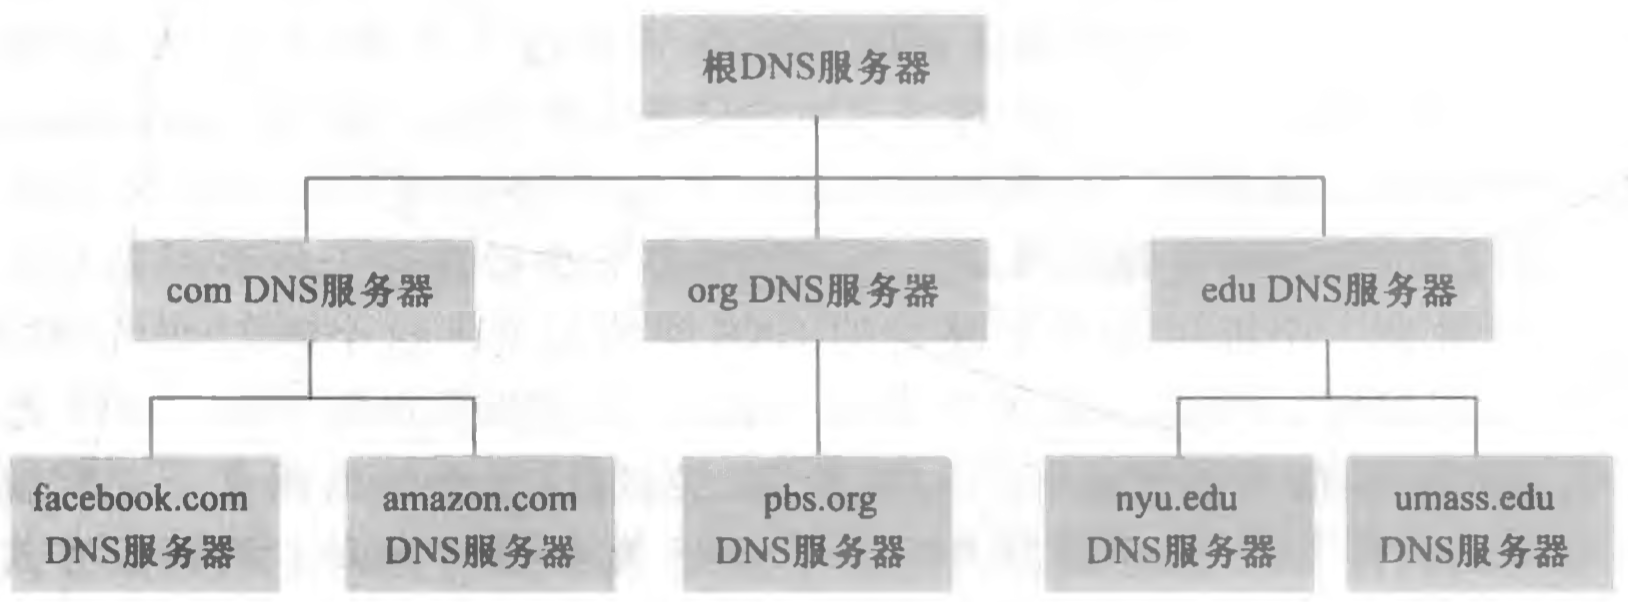 根DNS服务器
com DNS服务器
org DNS服务器
edu DNS服务器
facebook.com
DNS服务器
amazon.com
DNS服务器
pbs.org
DNS服务器
nyu.edu
DNS服务器
umass.edu
DNS服务器